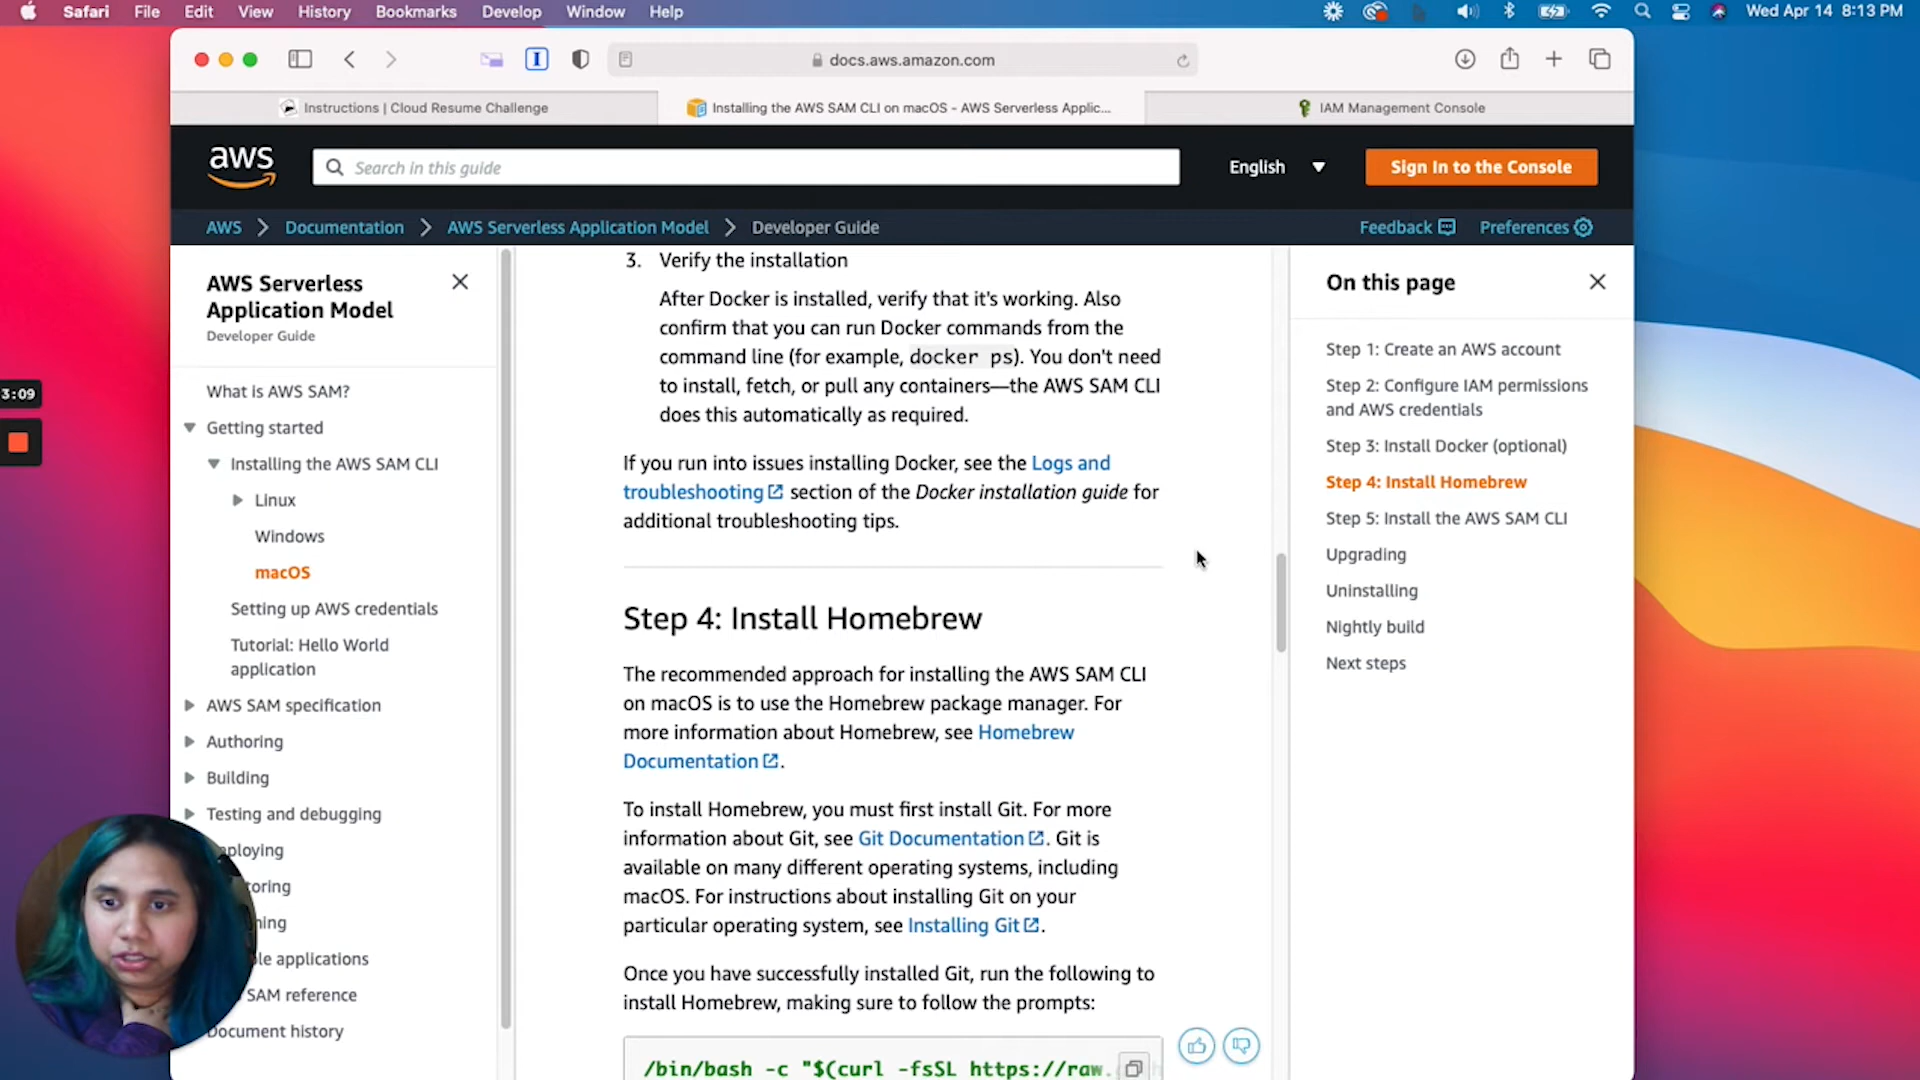 Safari File Edit View History Bookmarks Develop Window Help
Wed Apr 14 8:13 PM
docs.aws.amazon.com
Instructions | Cloud Resume Challenge
Installing the AWS SAM CLI on macOS - AWS Serverless Applic...
IAM Management Console
aws
Search in this guide
English
Sign In to the Console
AWS
Documentation
AWS Serverless Application Model
Developer Guide
Feedback
Preferences
3:09
AWS Serverless
Application Model
Developer Guide
What is AWS SAM?
Getting started
Installing the AWS SAM CLI
Linux
Windows
macOS
Setting up AWS credentials
Tutorial: Hello World
application
AWS SAM specification
Authoring
Building
Testing and debugging
ploying
toring
ning
le applications
SAM reference
Document history
3. Verify the installation
After Docker is installed, verify that it's working. Also
confirm that you can run Docker commands from the
command line (for example, docker ps). You don't need
to install, fetch, or pull any containers—the AWS SAM CLI
does this automatically as required.
If you run into issues installing Docker, see the Logs and
troubleshooting section of the Docker installation guide for
additional troubleshooting tips.
Step 4: Install Homebrew
The recommended approach for installing the AWS SAM CLI
on macOS is to use the Homebrew package manager. For
more information about Homebrew, see Homebrew
Documentation.
To install Homebrew, you must first install Git. For more
information about Git, see Git Documentation. Git is
available on many different operating systems, including
macOS. For instructions about installing Git on your
particular operating system, see Installing Git.
Once you have successfully installed Git, run the following to
install Homebrew, making sure to follow the prompts:
/bin/bash -c "$(curl -fsSL https://raw.
On this page
Step 1: Create an AWS account
Step 2: Configure IAM permissions
and AWS credentials
Step 3: Install Docker (optional)
Step 4: Install Homebrew
Step 5: Install the AWS SAM CLI
Upgrading
Uninstalling
Nightly build
Next steps